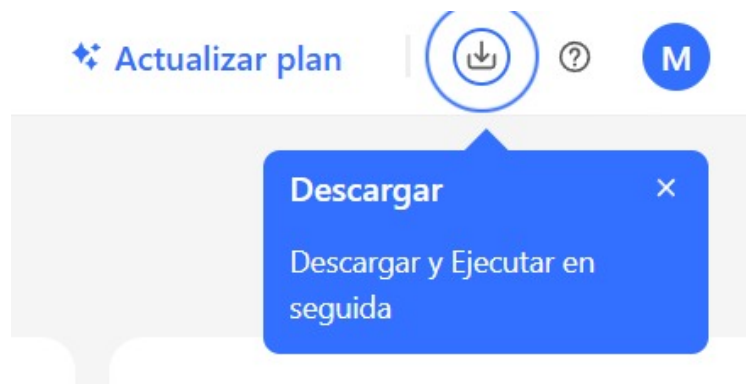 Actualizar plan
?
M
Descargar
×
Descargar y Ejecutar en
seguida